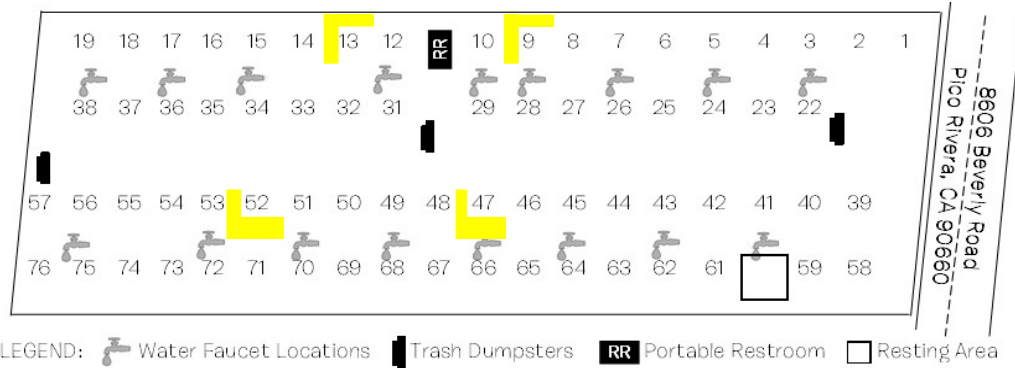 19 18 17 16 15 14 13 12 RR 10 9 8 7 6 5 4 3 2 1
38 37 36 35 34 33 32 31 29 28 27 26 25 24 23 22
57 56 55 54 53 52 51 50 49 48 47 46 45 44 43 42 41 40 39
76 75 74 73 72 71 70 69 68 67 66 65 64 63 62 61 59 58
8606 Beverly Road
Pico Rivera, CA 90660
LEGEND: Water Faucet Locations Trash Dumpsters RR Portable Restroom Resting Area